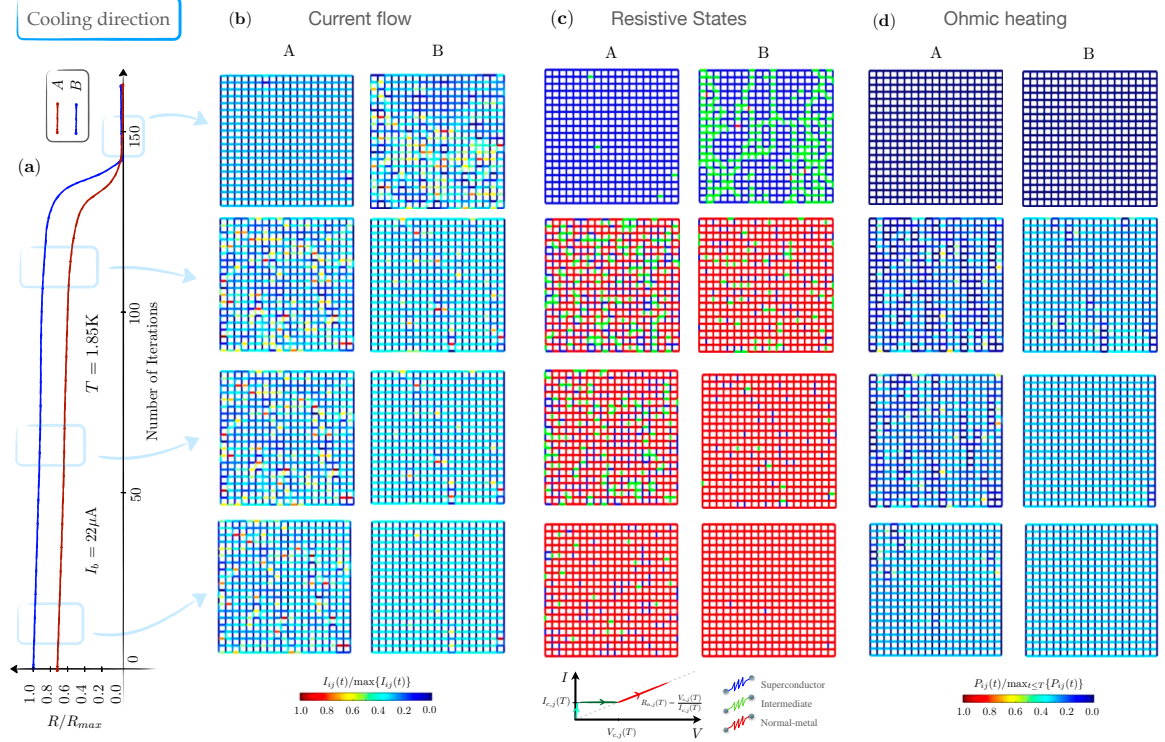 Cooling direction
(b) Current flow
(c) Resistive States
(d) Ohmic heating
A B
A B
A B
A
B
(a)
150
100
50
0
Number of Iterations
T = 1.85K
I_b = 22μA
1.0 0.8 0.6 0.4 0.2 0.0
R/R_max
I_ij(t)/max{I_ij(t)}
1.0 0.8 0.6 0.4 0.2 0.0
I
I_c,j(T)
R_n,j(T) = V_c,j(T)/I_c,j(T)
V_c,j(T)
V
Superconductor
Intermediate
Normal-metal
P_ij(t)/max_t≤T{P_ij(t)}
1.0 0.8 0.6 0.4 0.2 0.0